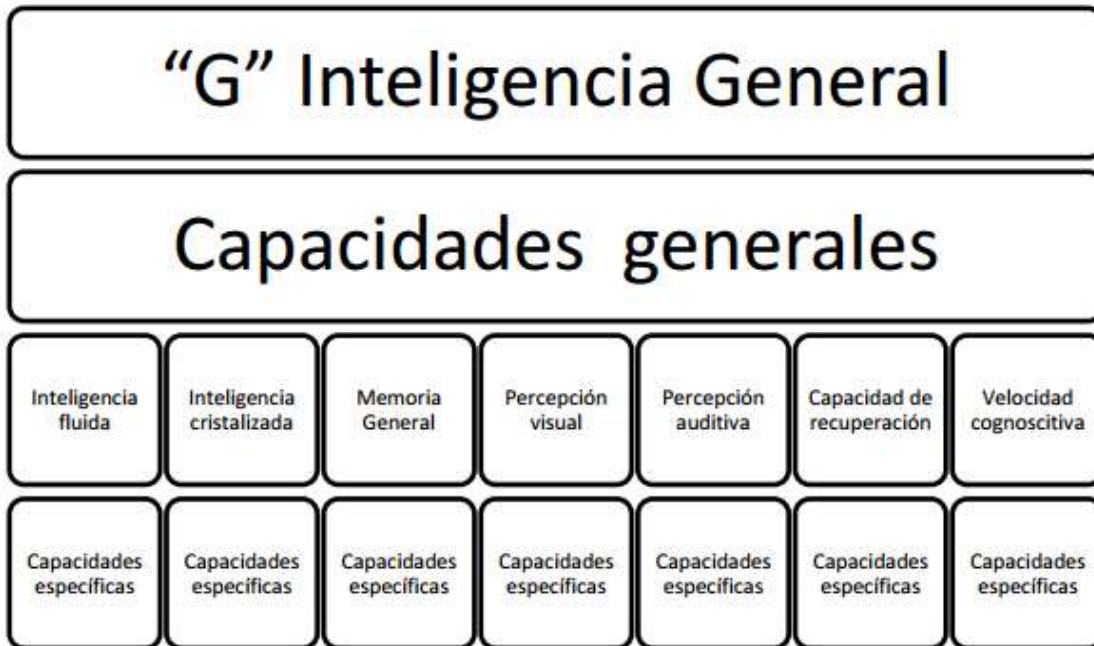 “G” Inteligencia General
Capacidades generales
Inteligencia
fluida
Inteligencia
cristalizada
Memoria
General
Percepción
visual
Percepción
auditiva
Capacidad de
recuperación
Velocidad
cognoscitiva
Capacidades
específicas
Capacidades
específicas
Capacidades
específicas
Capacidades
específicas
Capacidades
específicas
Capacidades
específicas
Capacidades
específicas